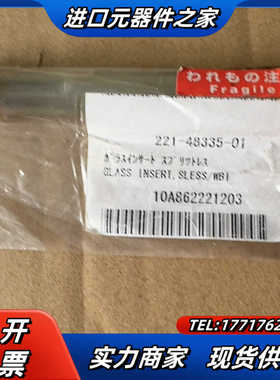 进口元器件之家
われもの注
Fragile
221-48335-01
ガラスインサート スプリットレス
GLASS INSERT,SLESS/WBI
10A862221203
开
票
TEL:1771762
实力商家 现货供